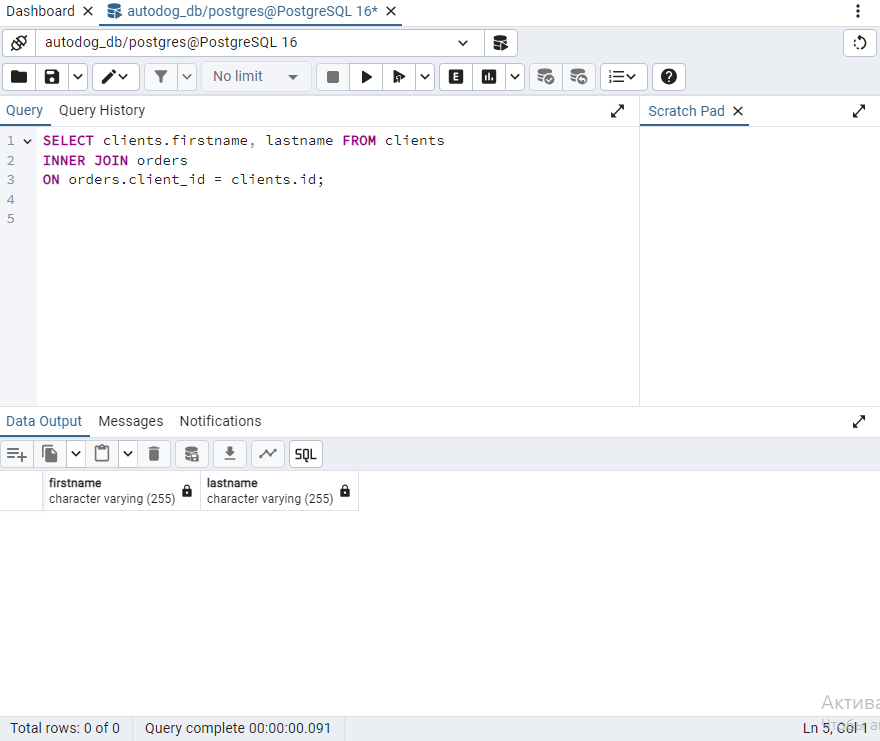 Dashboard
autodog_db/postgres@PostgreSQL 16*
autodog_db/postgres@PostgreSQL 16
No limit
E
Query
Query History
Scratch Pad
1 SELECT clients.firstname, lastname FROM clients
2 INNER JOIN orders
3 ON orders.client_id = clients.id;
4
5
Data Output
Messages
Notifications
SQL
firstname
character varying (255)
lastname
character varying (255)
Total rows: 0 of 0
Query complete 00:00:00.091
Ln 5, Col 1